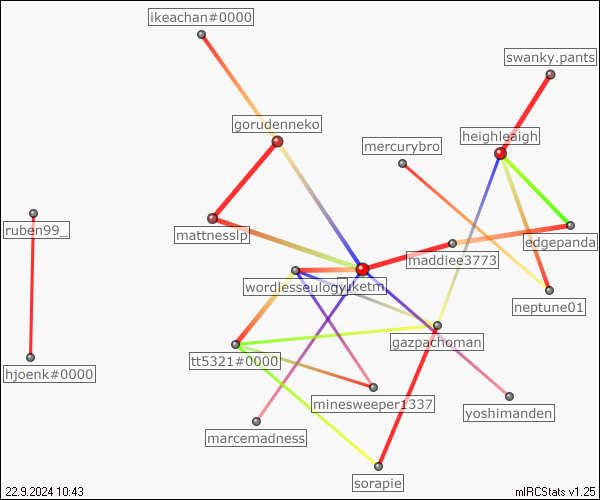 ikeachan#0000
swanky.pants
gorudenneko
heighleaigh
mercurybro
ruben99_
mattnesslp
edgepanda
maddiee3773
wordlesseulogy
ketm
neptune01
gazpachoman
tt5321#0000
hjoenk#0000
minesweeper1337
yoshimanden
marcemadness
sorapie
22.9.2024 10:43
mIRCStats v1.25